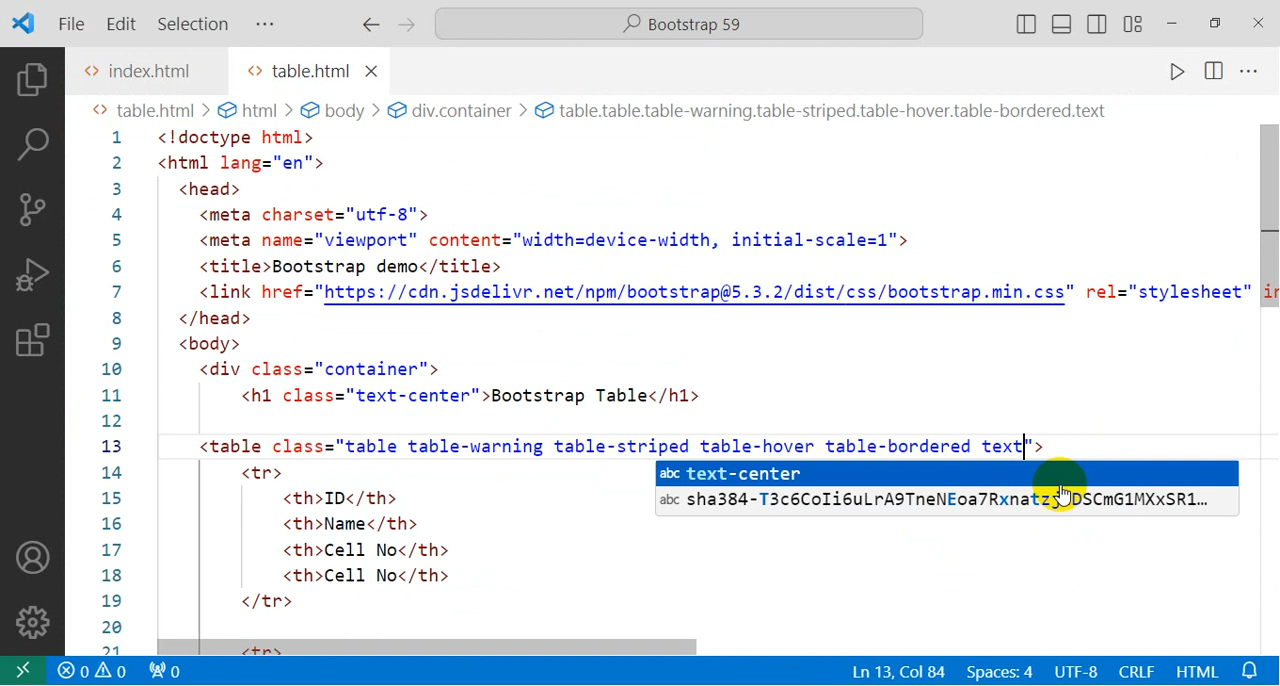 File Edit Selection ··· Bootstrap 59
index.html table.html
table.html > html > body > div.container > table.table.table-warning.table-striped.table-hover.table-bordered.text
1 <!doctype html>
2 <html lang="en">
3 <head>
4 <meta charset="utf-8">
5 <meta name="viewport" content="width=device-width, initial-scale=1">
6 <title>Bootstrap demo</title>
7 <link href="https://cdn.jsdelivr.net/npm/bootstrap@5.3.2/dist/css/bootstrap.min.css" rel="stylesheet" in
8 </head>
9 <body>
10 <div class="container">
11 <h1 class="text-center">Bootstrap Table</h1>
12
13 <table class="table table-warning table-striped table-hover table-bordered text">
abc text-center
14 <tr>
abc
15 <th>ID</th>
16 <th>Name</th>
17 <th>Cell No</th>
18 <th>Cell No</th>
19 </tr>
20
21 <tr>
0 0 0 Ln 13, Col 84 Spaces: 4 UTF-8 CRLF HTML